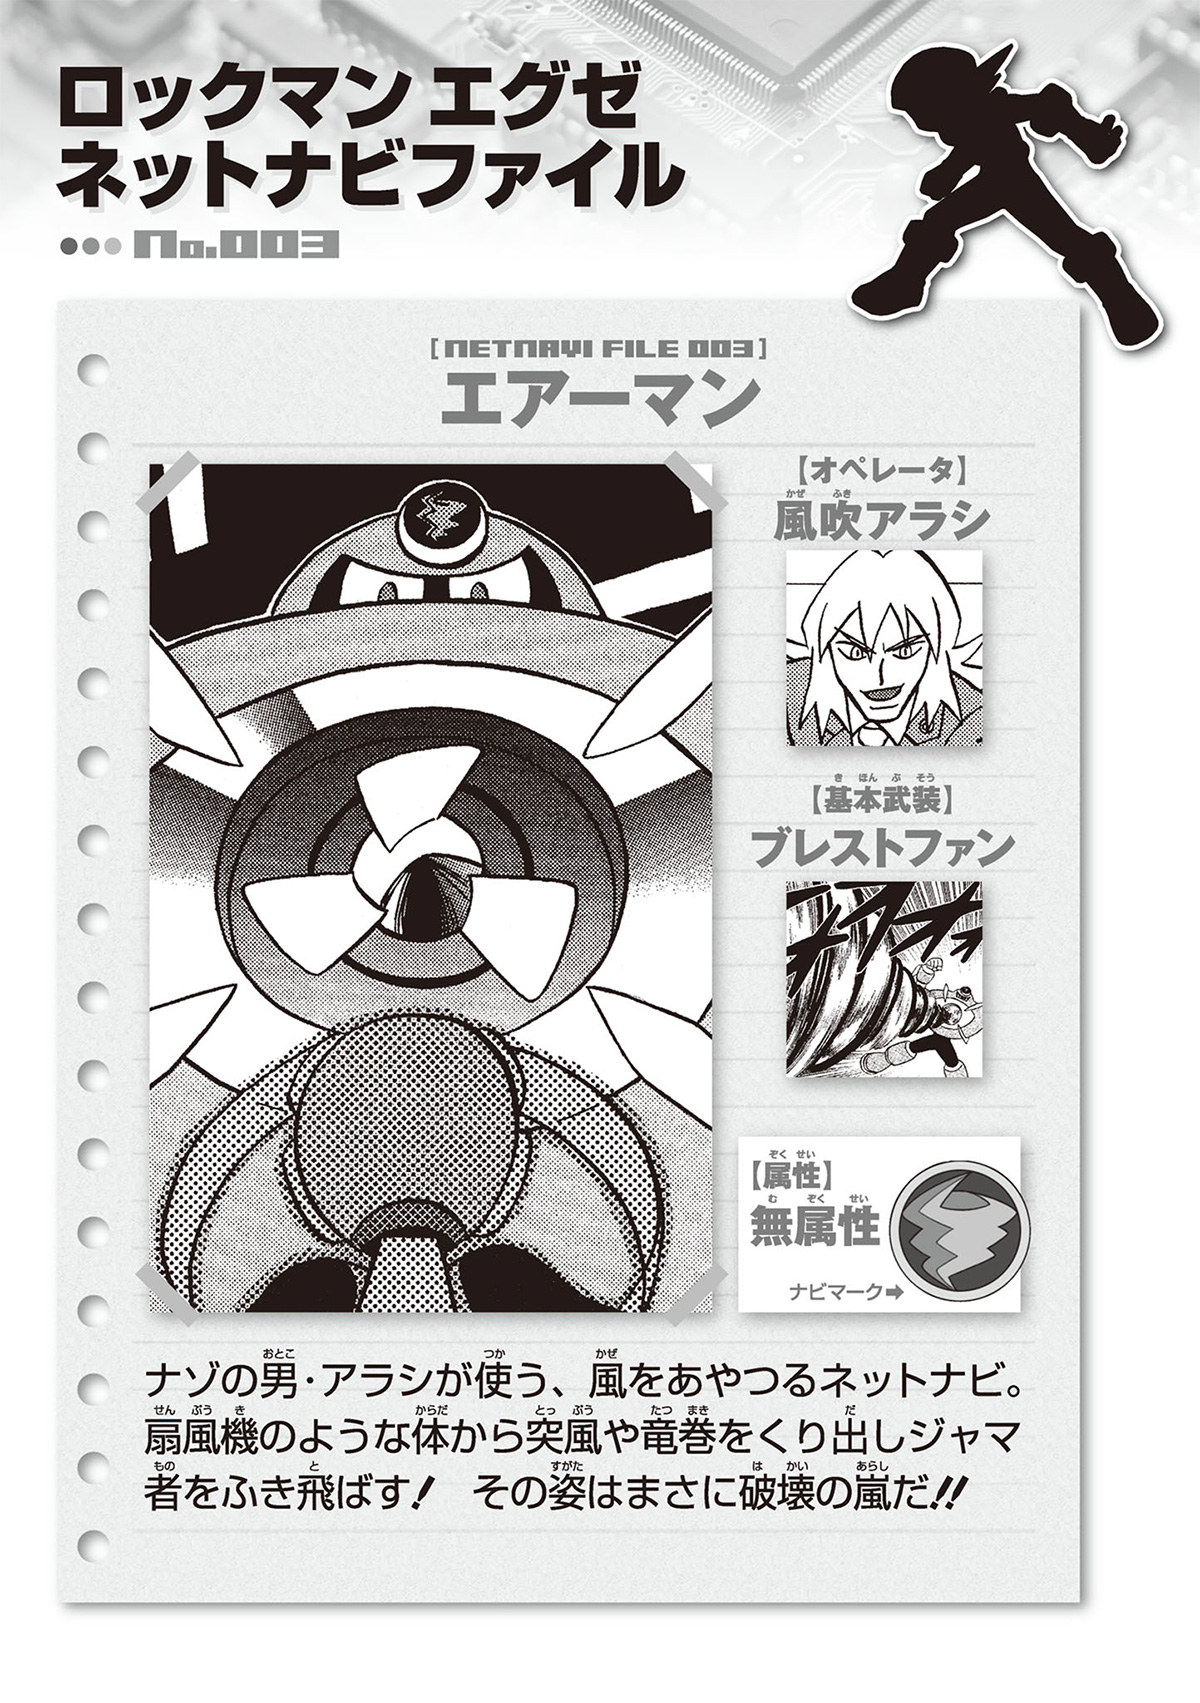 ロックマン エグゼ
ネットナビファイル
No.003
[NETNAVI FILE 003]
エアーマン
【オペレータ】
かぜ ふき
風吹アラシ
き ほん ぶ そう
【基本武装】
ブレストファン
ぞく せい
【属性】
む ぞく せい
無属性
ナビマーク➡
おとこ つか かぜ
ナゾの男・アラシが使う、風をあやつるネットナビ。
せん ぷう き からだ とっ ぷう たつ まき だ
扇風機のような体から突風や竜巻をくり出しジャマ
もの と すがた は かい あらし
者をふき飛ばす! その姿はまさに破壊の嵐だ!!